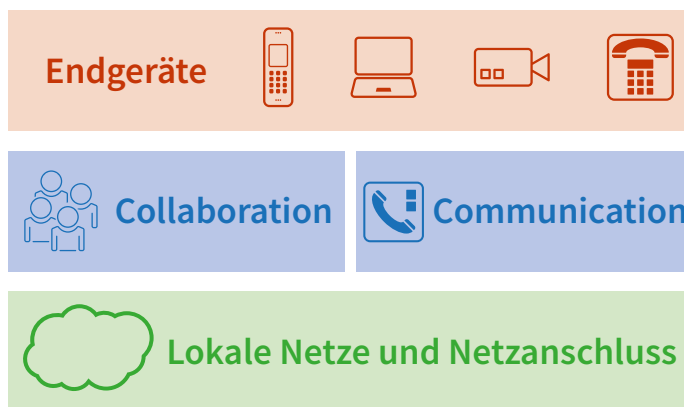 Endgeräte
Collaboration
Communication
Lokale Netze und Netzanschluss